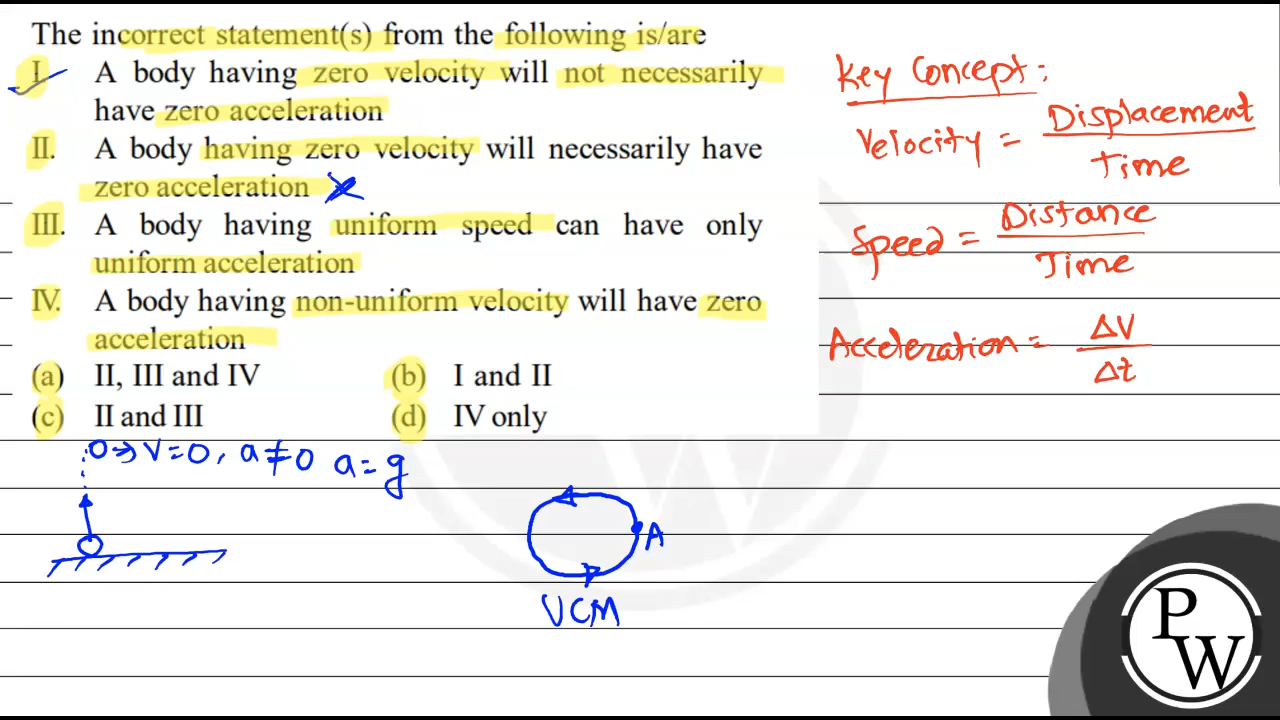 The incorrect statement(s) from the following is/are
I. A body having zero velocity will not necessarily
have zero acceleration
II. A body having zero velocity will necessarily have
zero acceleration
III. A body having uniform speed can have only
uniform acceleration
IV. A body having non-uniform velocity will have zero
acceleration
(a) II, III and IV (b) I and II
(c) II and III (d) IV only
Key Concept:
Velocity = Displacement / Time
Speed = Distance / Time
Acceleration = ΔV / Δt
V=0, a≠0 a=g
A
UCM
PW